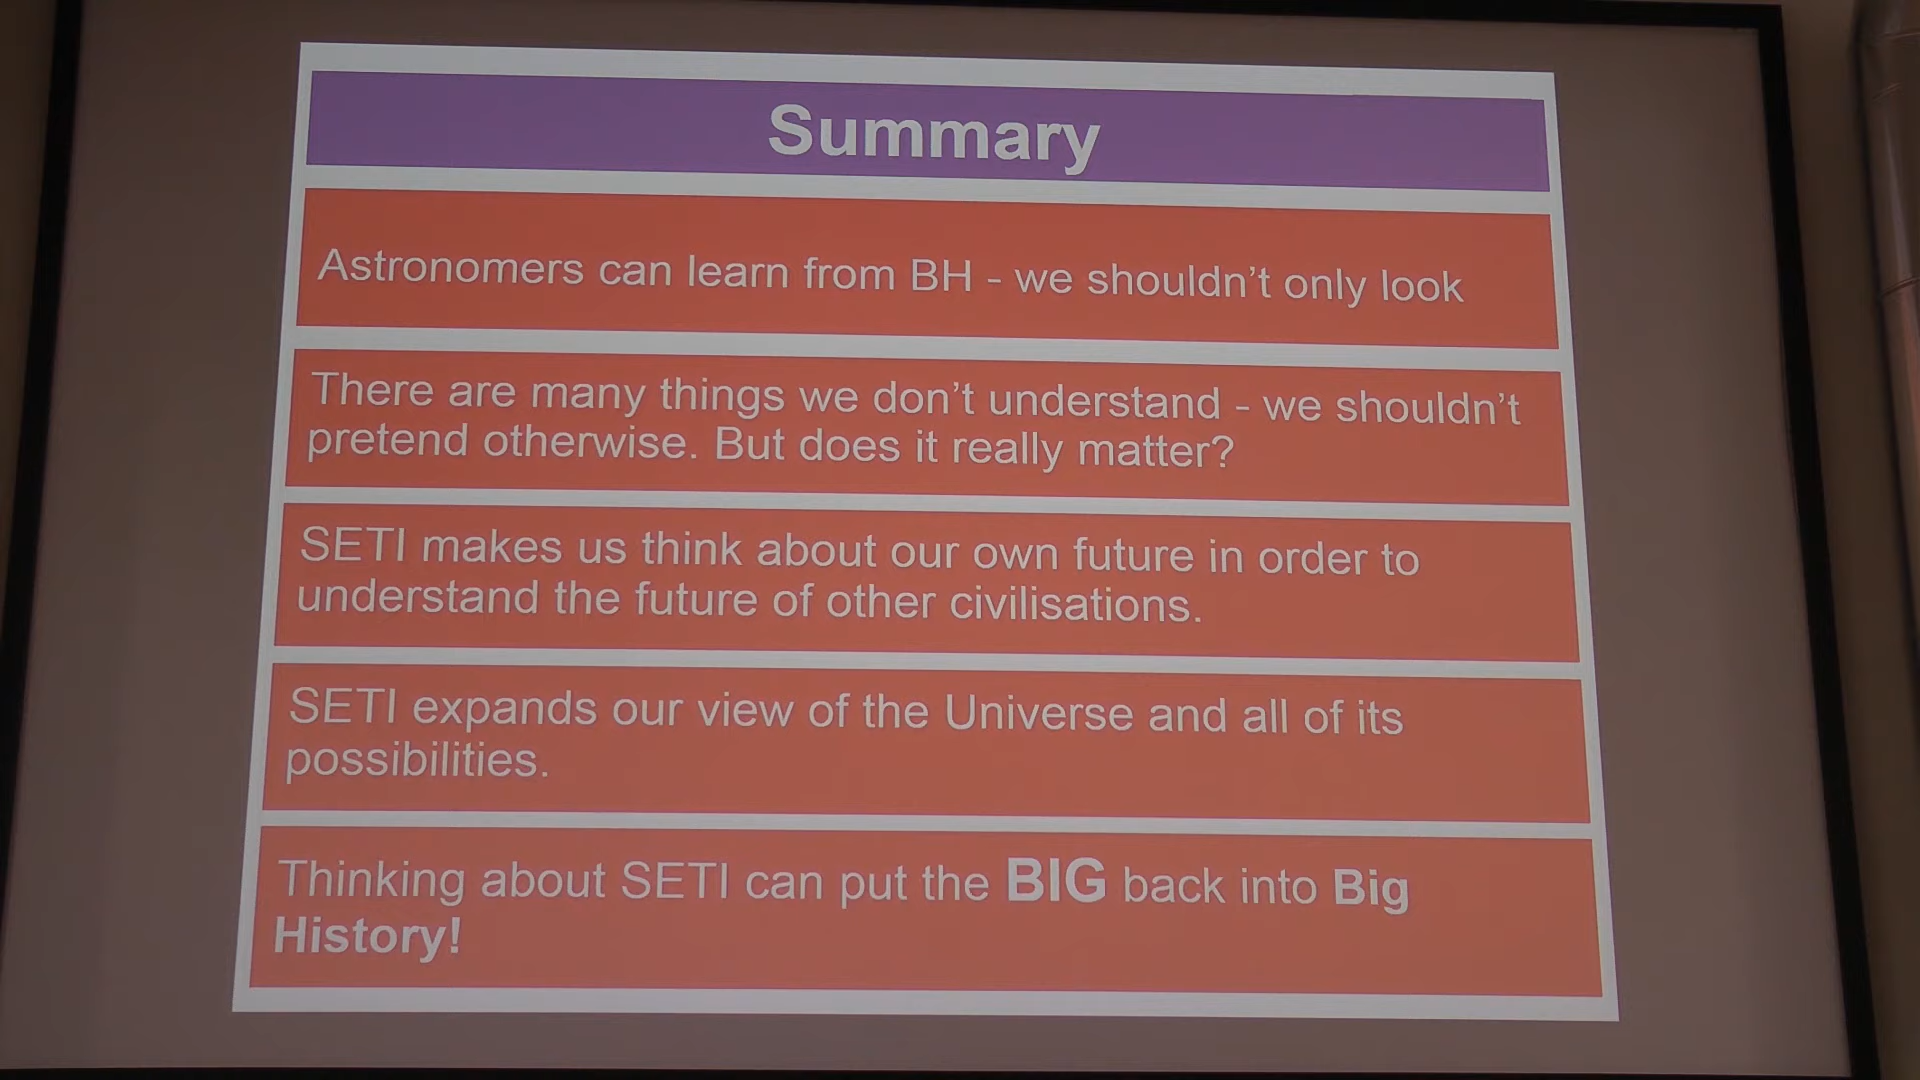 Summary
Astronomers can learn from BH - we shouldn't only look
There are many things we don't understand - we shouldn't
pretend otherwise. But does it really matter?
SETI makes us think about our own future in order to
understand the future of other civilisations.
SETI expands our view of the Universe and all of its
possibilities.
Thinking about SETI can put the BIG back into Big
History!